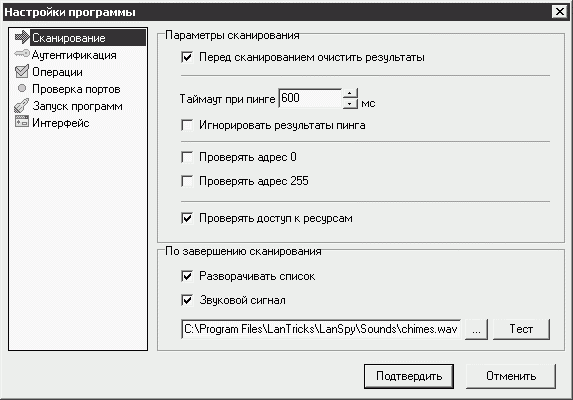 Настройки программы
Сканирование
Аутентификация
Операции
Проверка портов
Запуск программ
Интерфейс
Параметры сканирования
Перед сканированием очистить результаты
Таймаут при пинге 600 мс
Игнорировать результаты пинга
Проверять адрес 0
Проверять адрес 255
Проверять доступ к ресурсам
По завершению сканирования
Разворачивать список
Звуковой сигнал
C:\Program Files\LanTricks\LanSpy\Sounds\chimes.wav ... Тест
Подтвердить Отменить